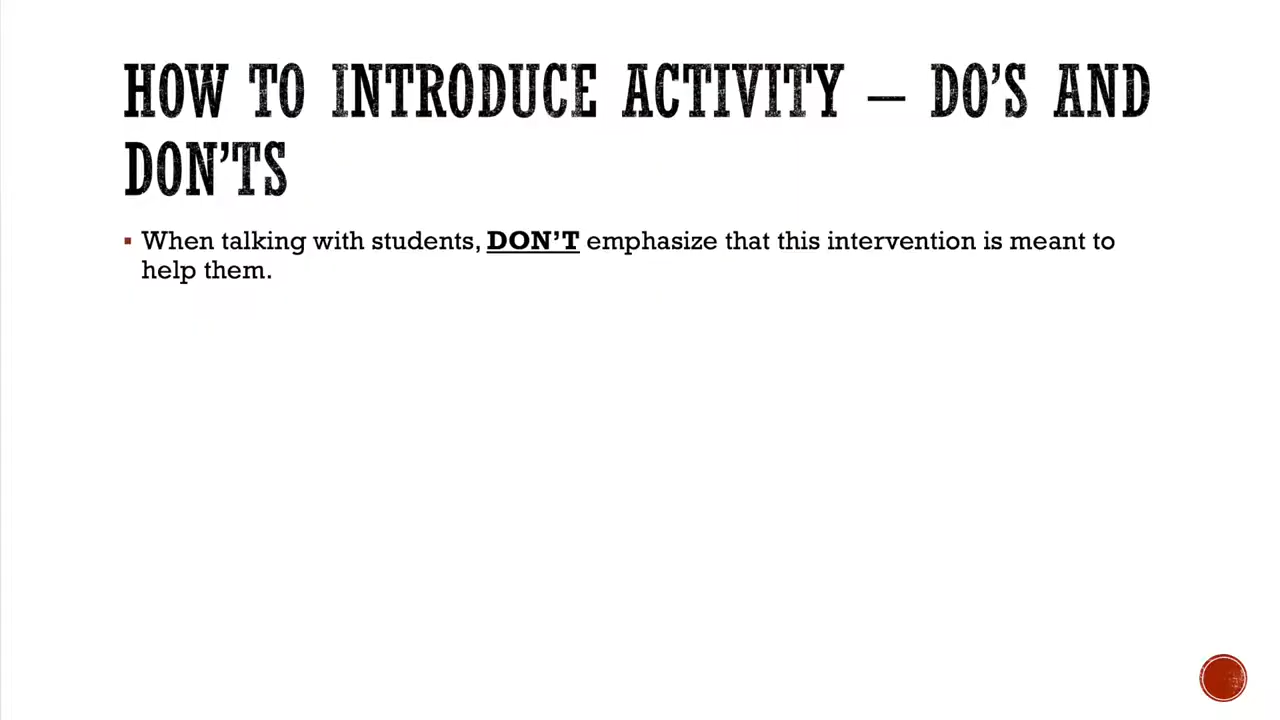 HOW TO INTRODUCE ACTIVITY – DO’S AND
DON’TS
▪ When talking with students, DON’T emphasize that this intervention is meant to
help them.